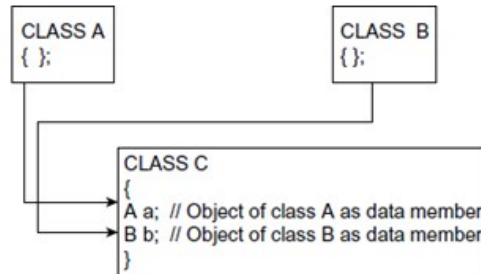 CLASS A
{ };
CLASS B
{ };
CLASS C
{
A a; // Object of class A as data member
B b; // Object of class B as data member
}